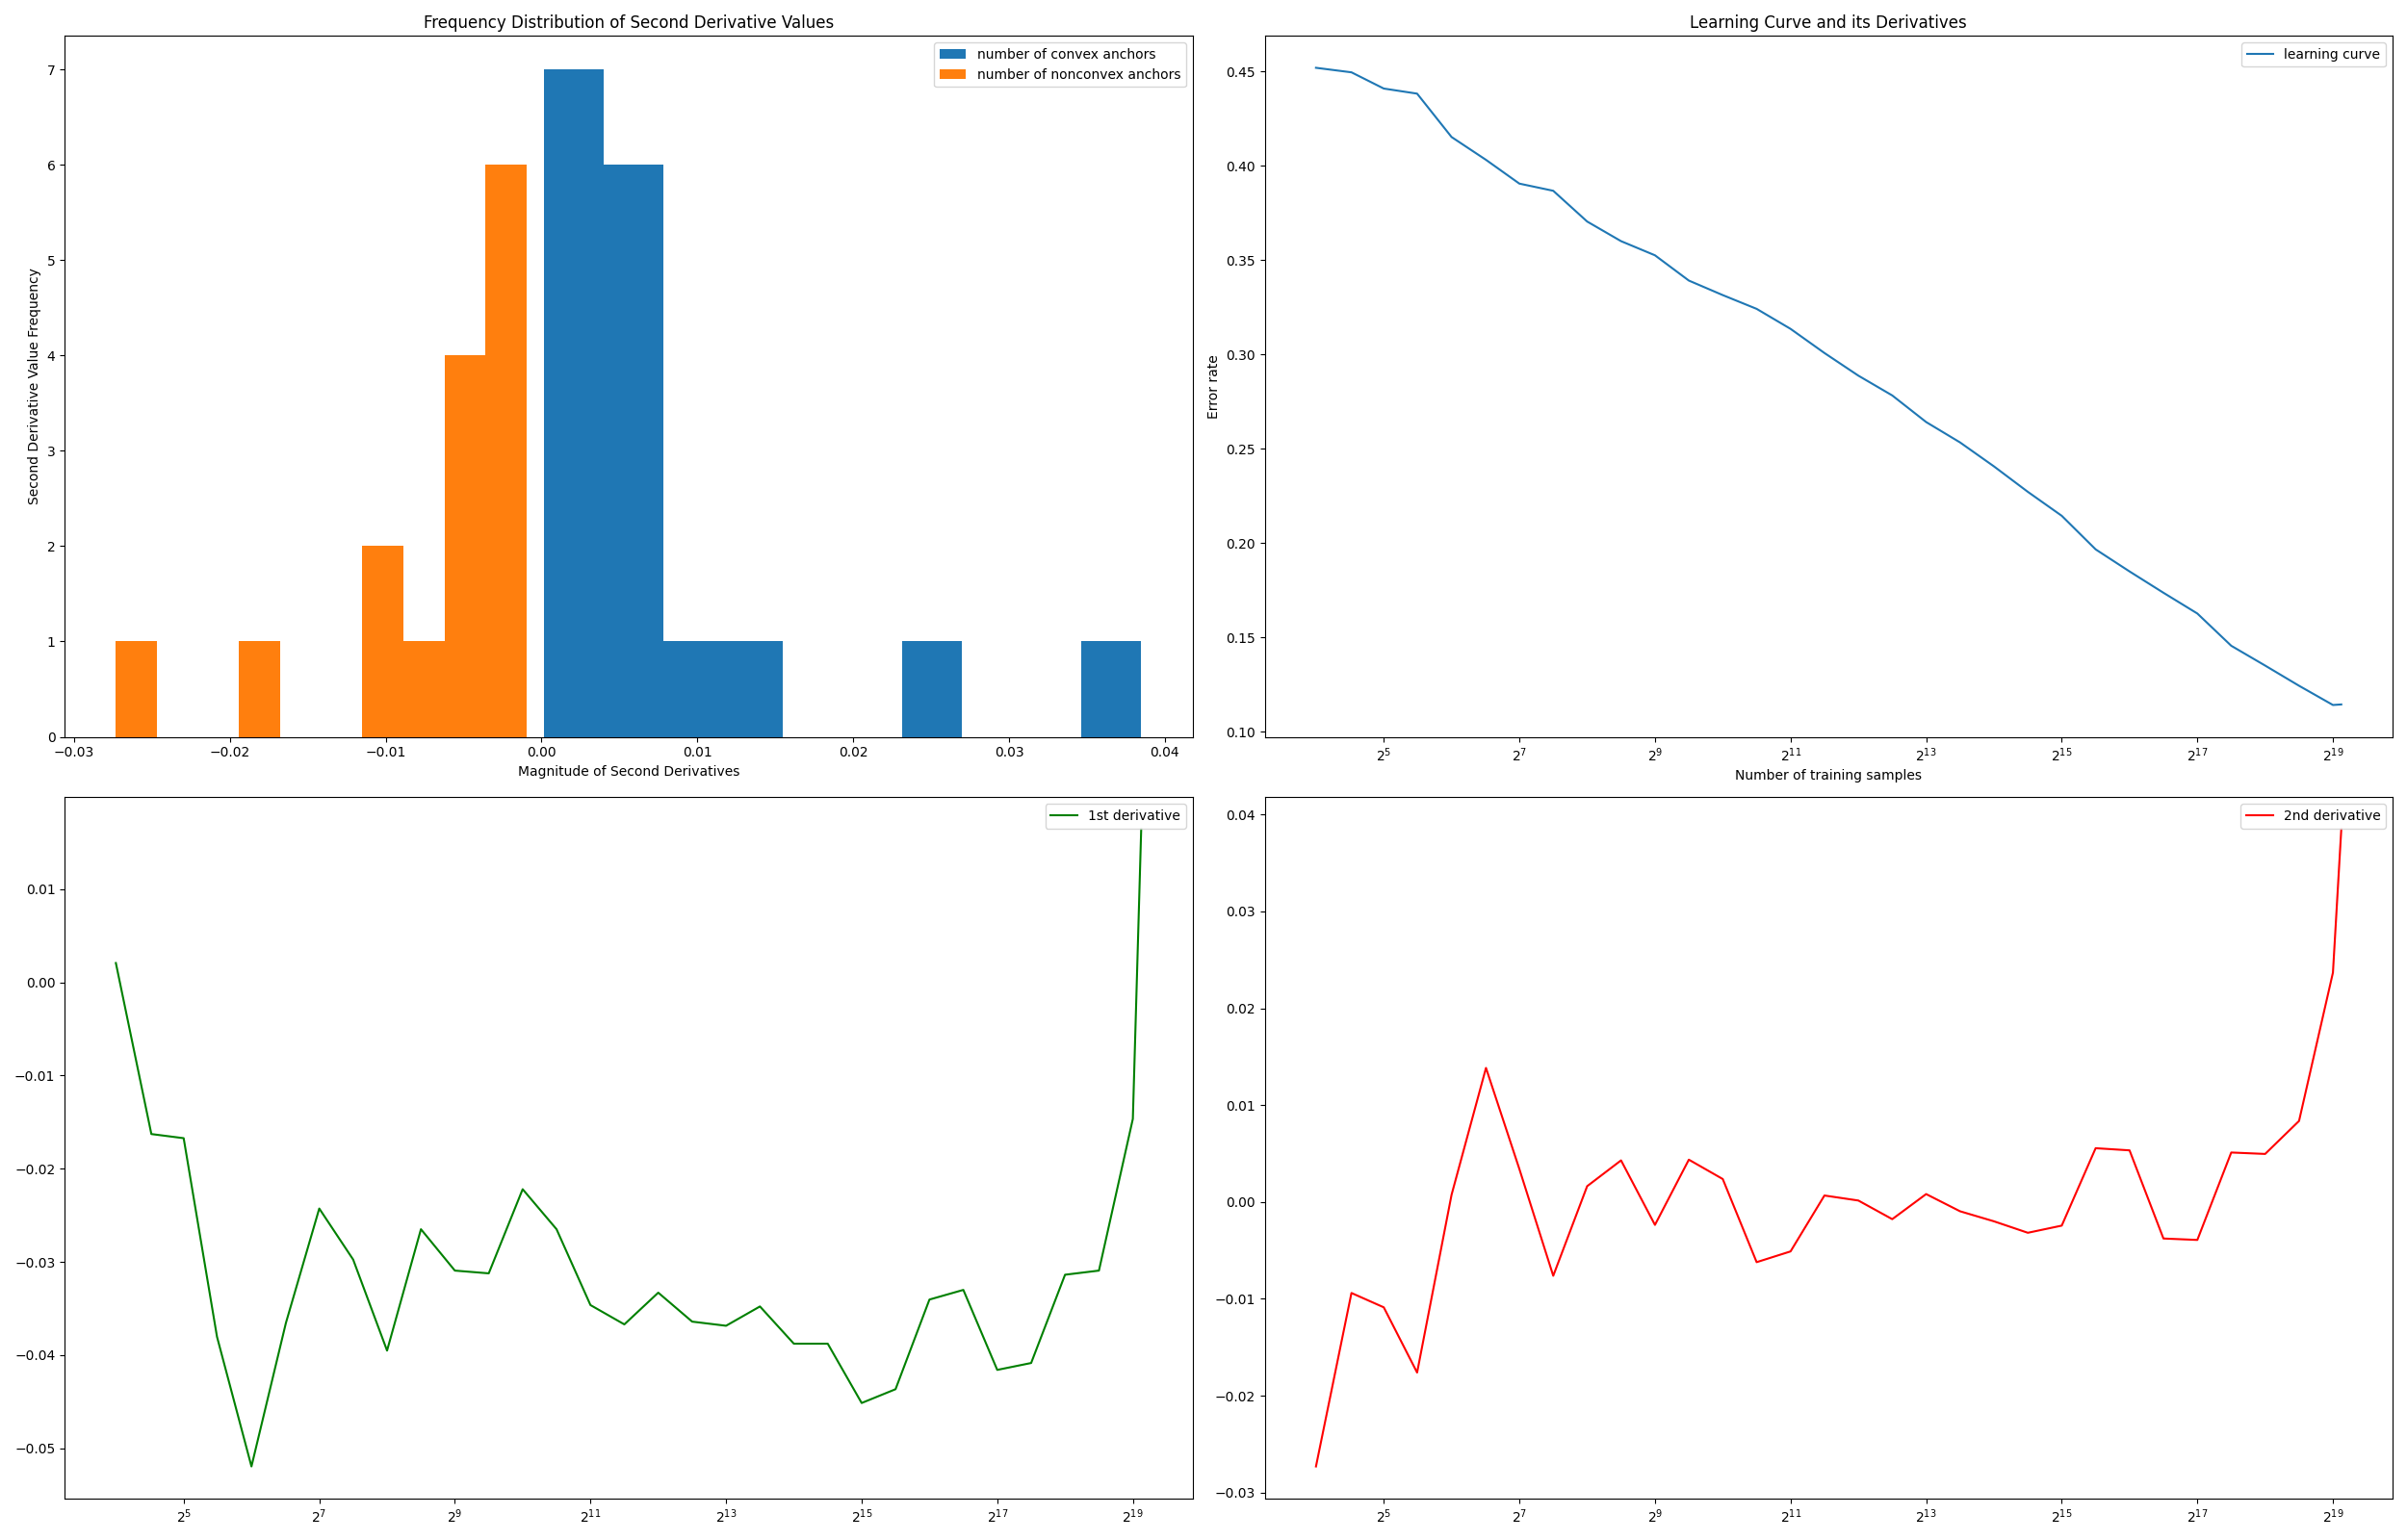 Frequency Distribution of Second Derivative Values
number of convex anchors
number of nonconvex anchors
7
6
5
4
3
2
1
0
Second Derivative Value Frequency
−0.03 −0.02 −0.01 0.00 0.01 0.02 0.03 0.04
Magnitude of Second Derivatives
Learning Curve and its Derivatives
learning curve
0.45
0.40
0.35
0.30
0.25
0.20
0.15
0.10
Error rate
2^5 2^7 2^9 2^11 2^13 2^15 2^17 2^19
Number of training samples
1st derivative
0.01
0.00
−0.01
−0.02
−0.03
−0.04
−0.05
2^5 2^7 2^9 2^11 2^13 2^15 2^17 2^19
2nd derivative
0.04
0.03
0.02
0.01
0.00
−0.01
−0.02
−0.03
2^5 2^7 2^9 2^11 2^13 2^15 2^17 2^19